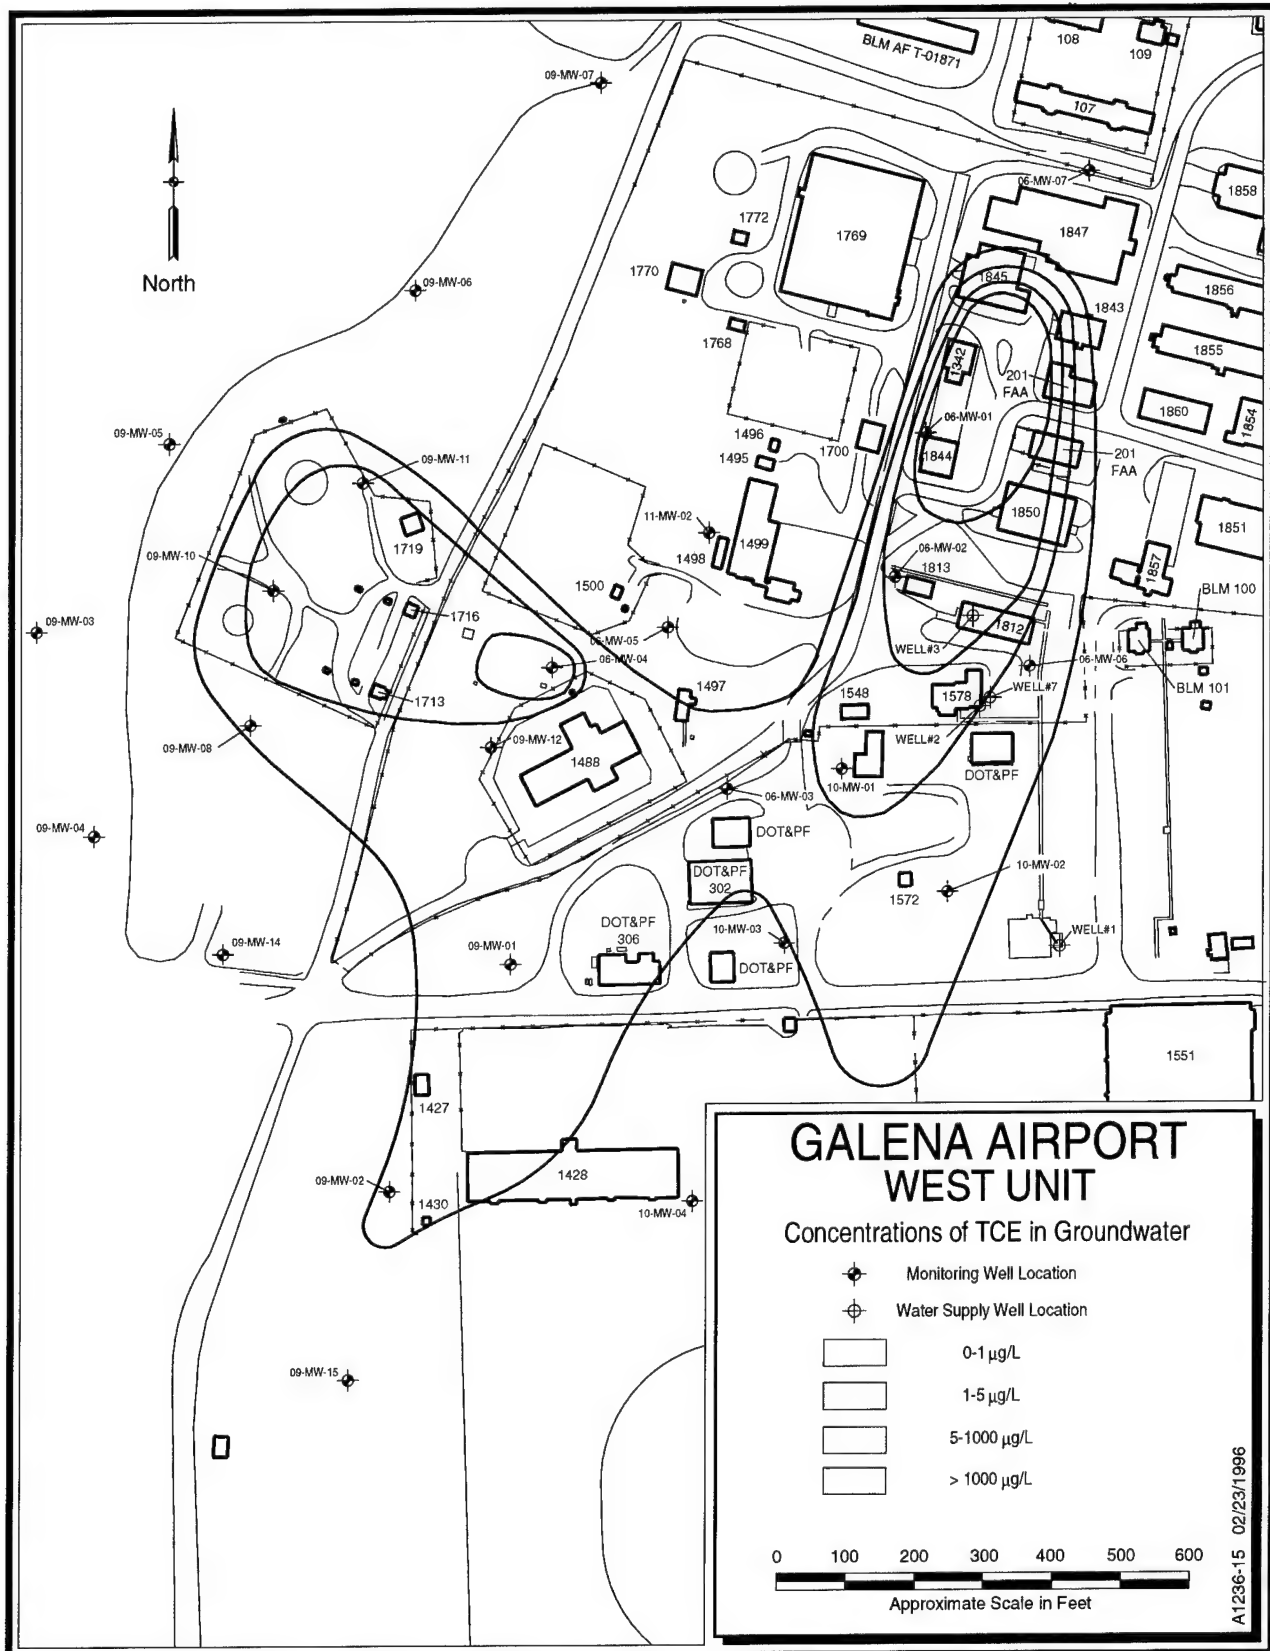 BLM AF T-01871
108
109
09-MW-07
107
06-MW-07
1858
1772
1769
1847
1770
North
09-MW-06
1845
1856
1843
1768
1342
1855
201
FAA
1860
1854
09-MW-05
1496
06-MW-01
09-MW-11
1495
1700
1844
201
FAA
11-MW-02
1850
1851
1719
1499
09-MW-10
1498
06-MW-02
1857
1500
1813
BLM 100
09-MW-03
1716
06-MW-05
1812
WELL#3
06-MW-04
06-MW-06
1497
1713
1548
1578
WELL#7
BLM 101
09-MW-08
09-MW-12
WELL#2
1488
DOT&PF
10-MW-01
06-MW-03
09-MW-04
DOT&PF
DOT&PF
302
10-MW-02
1572
DOT&PF
306
10-MW-03
WELL#1
09-MW-14
09-MW-01
DOT&PF
1551
1427
1428
09-MW-02
1430
10-MW-04
09-MW-15
GALENA AIRPORT
WEST UNIT
Concentrations of TCE in Groundwater
Monitoring Well Location
Water Supply Well Location
0-1 µg/L
1-5 µg/L
5-1000 µg/L
> 1000 µg/L
0 100 200 300 400 500 600
Approximate Scale in Feet
A1236-15 02/23/1996